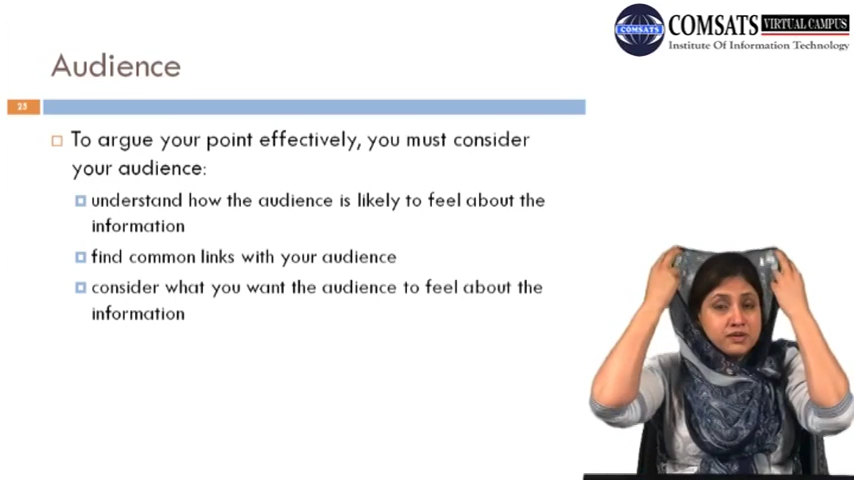 COMSATS VIRTUAL CAMPUS
COMSATS
Institute Of Information Technology
Audience
25
To argue your point effectively, you must consider
your audience:
understand how the audience is likely to feel about the
information
find common links with your audience
consider what you want the audience to feel about the
information